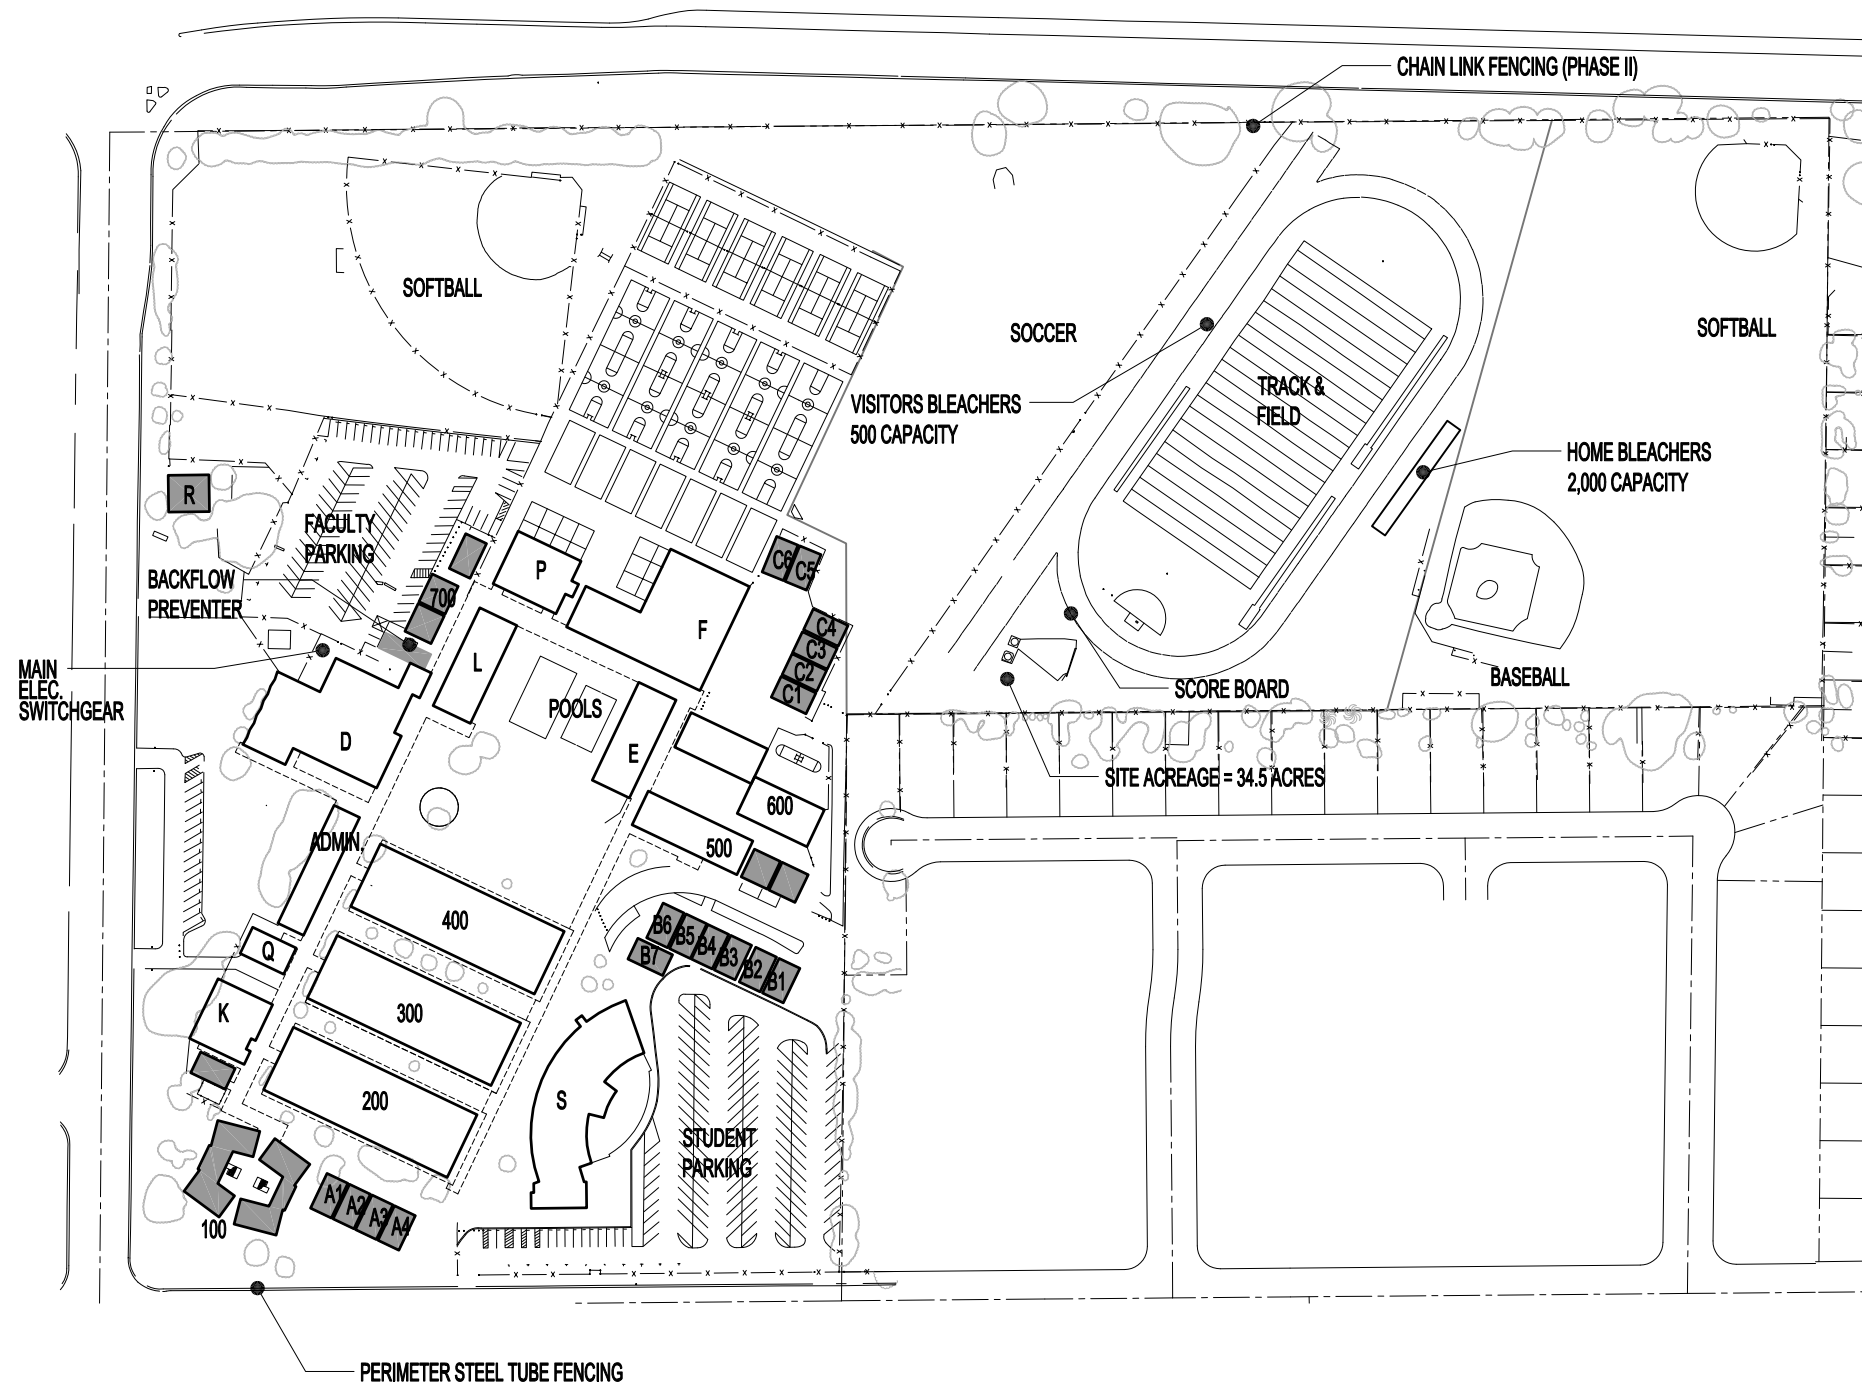 CHAIN LINK FENCING (PHASE II)
SOFTBALL
SOCCER
SOFTBALL
TRACK &
FIELD
VISITORS BLEACHERS
500 CAPACITY
HOME BLEACHERS
2,000 CAPACITY
R
FACULTY
PARKING
BACKFLOW
PREVENTER
700
P
C6
C5
F
C4
C3
C2
C1
L
MAIN
ELEC.
SWITCHGEAR
POOLS
SCORE BOARD
BASEBALL
D
E
SITE ACREAGE = 34.5 ACRES
600
ADMIN.
500
400
B6
B5
B4
B3
B2
B1
B7
Q
K
300
200
S
STUDENT
PARKING
A1
A2
A3
A4
100
PERIMETER STEEL TUBE FENCING